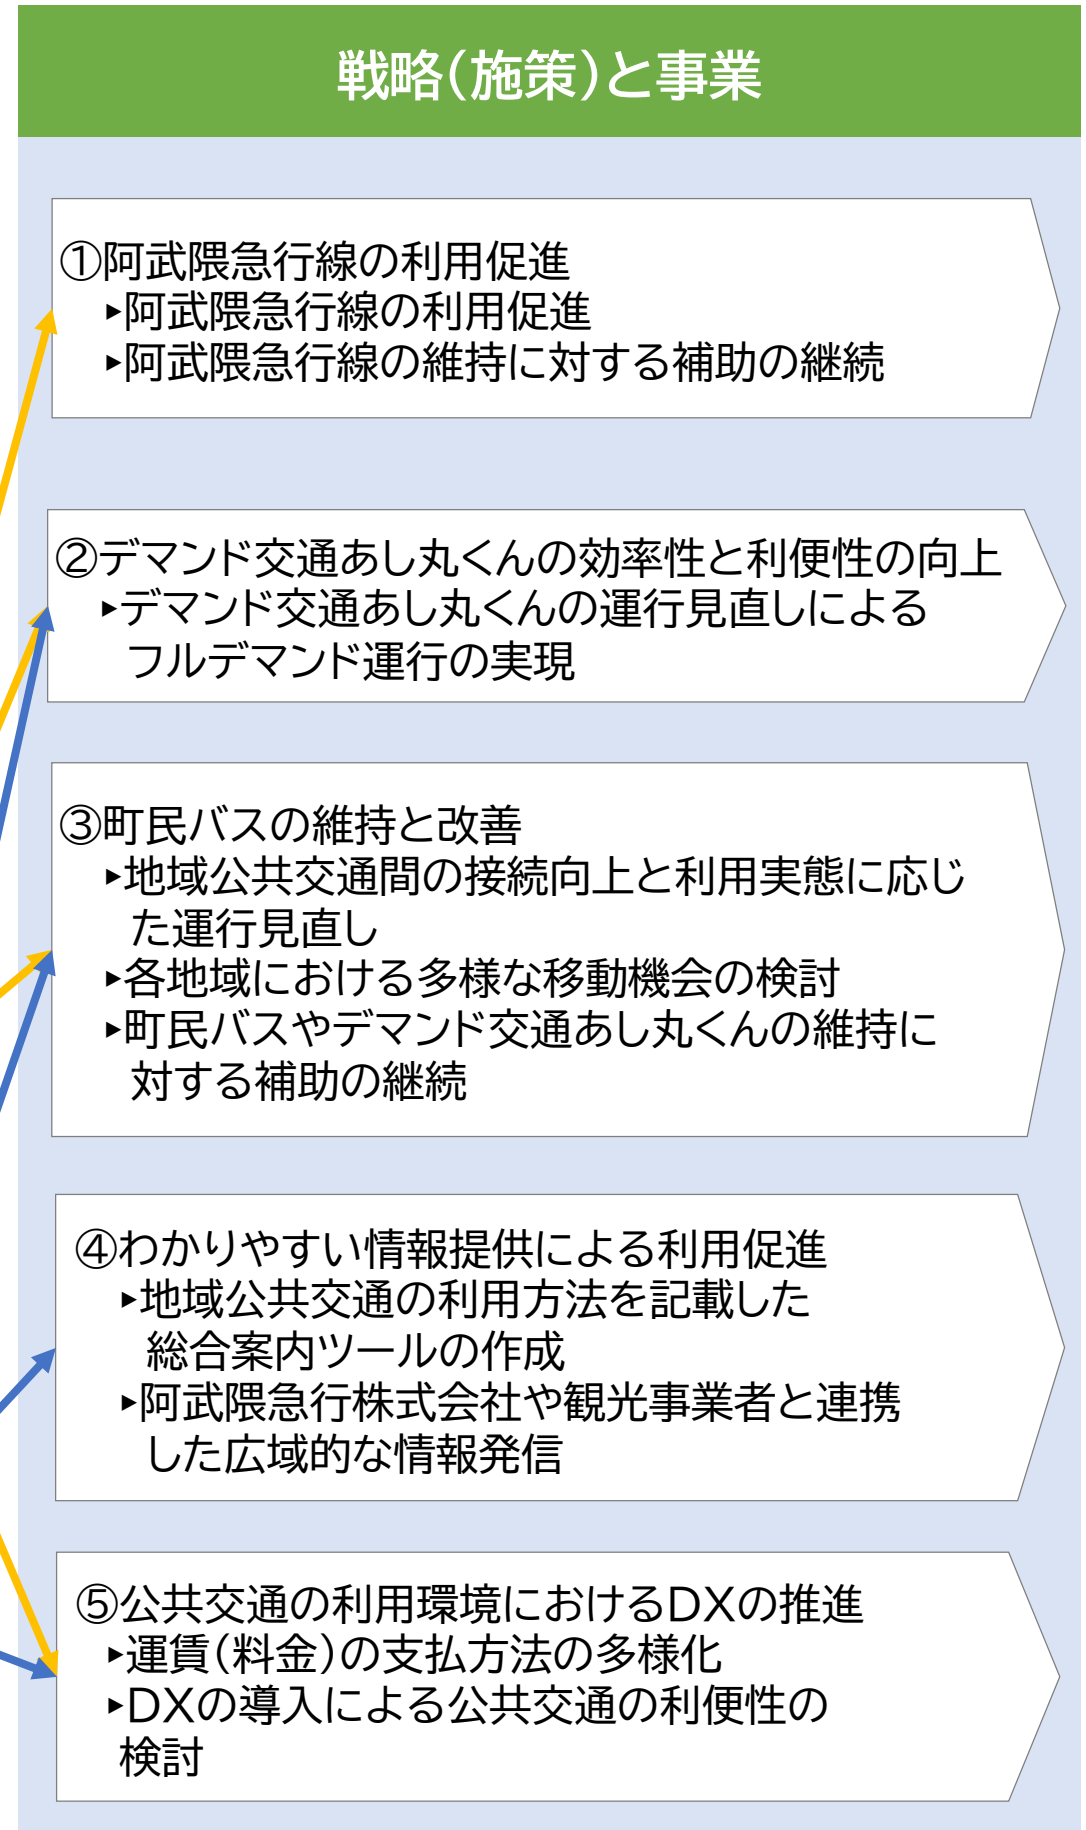 戦略(施策)と事業
①阿武隈急行線の利用促進
▸阿武隈急行線の利用促進
▸阿武隈急行線の維持に対する補助の継続
②デマンド交通あし丸くんの効率性と利便性の向上
▸デマンド交通あし丸くんの運行見直しによる
フルデマンド運行の実現
③町民バスの維持と改善
▸地域公共交通間の接続向上と利用実態に応じ
た運行見直し
▸各地域における多様な移動機会の検討
▸町民バスやデマンド交通あし丸くんの維持に
対する補助の継続
④わかりやすい情報提供による利用促進
▸地域公共交通の利用方法を記載した
総合案内ツールの作成
▸阿武隈急行株式会社や観光事業者と連携
した広域的な情報発信
⑤公共交通の利用環境におけるDXの推進
▸運賃(料金)の支払方法の多様化
▸DXの導入による公共交通の利便性の
検討